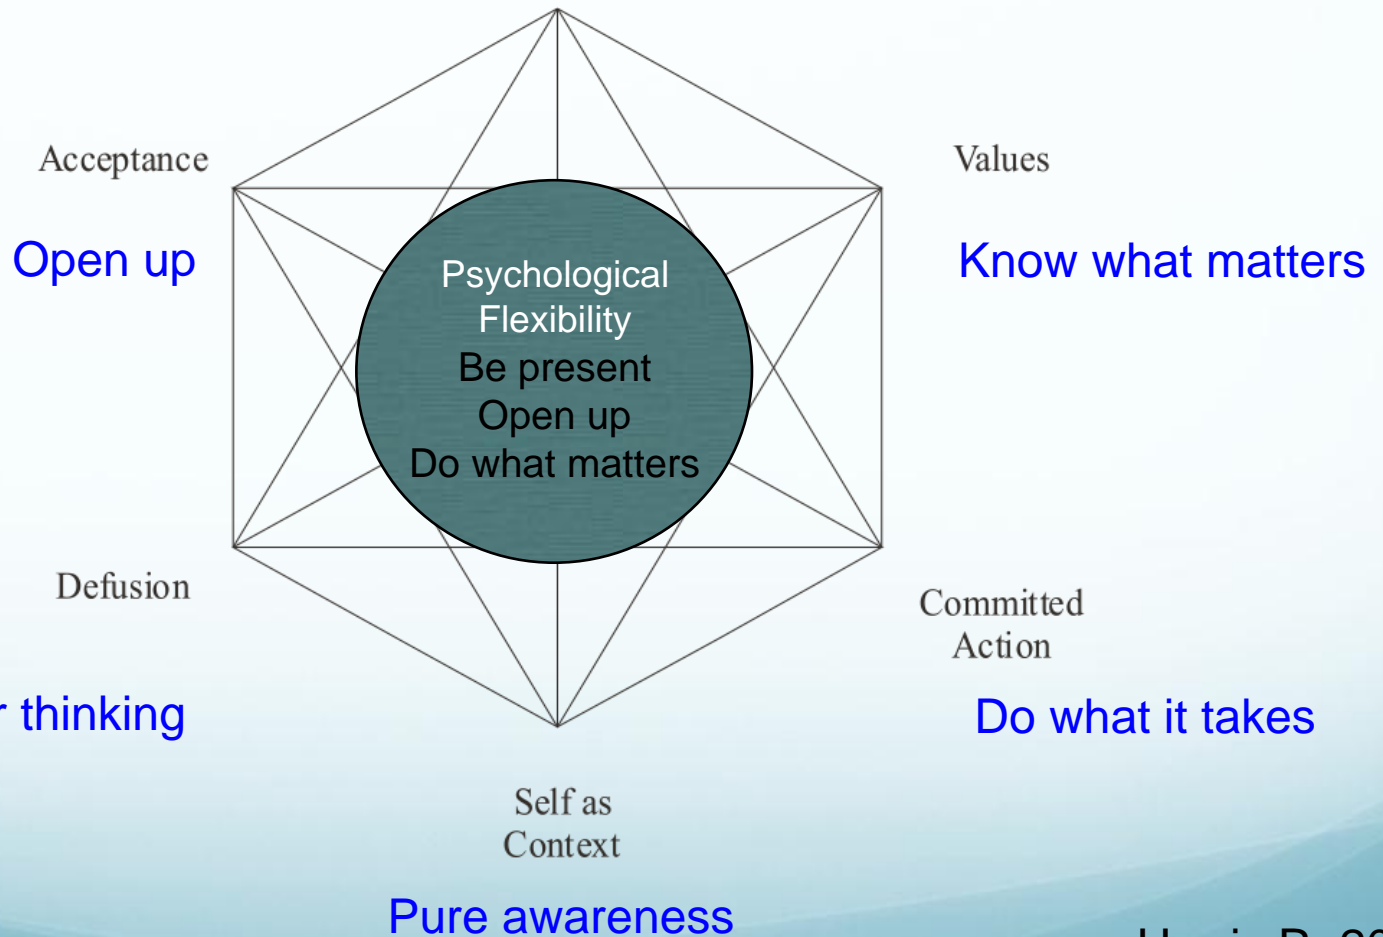 Acceptance
Values
Open up
Know what matters
Psychological
Flexibility
Be present
Open up
Do what matters
Defusion
Committed
Action
thinking
Do what it takes
Self as
Context
Pure awareness